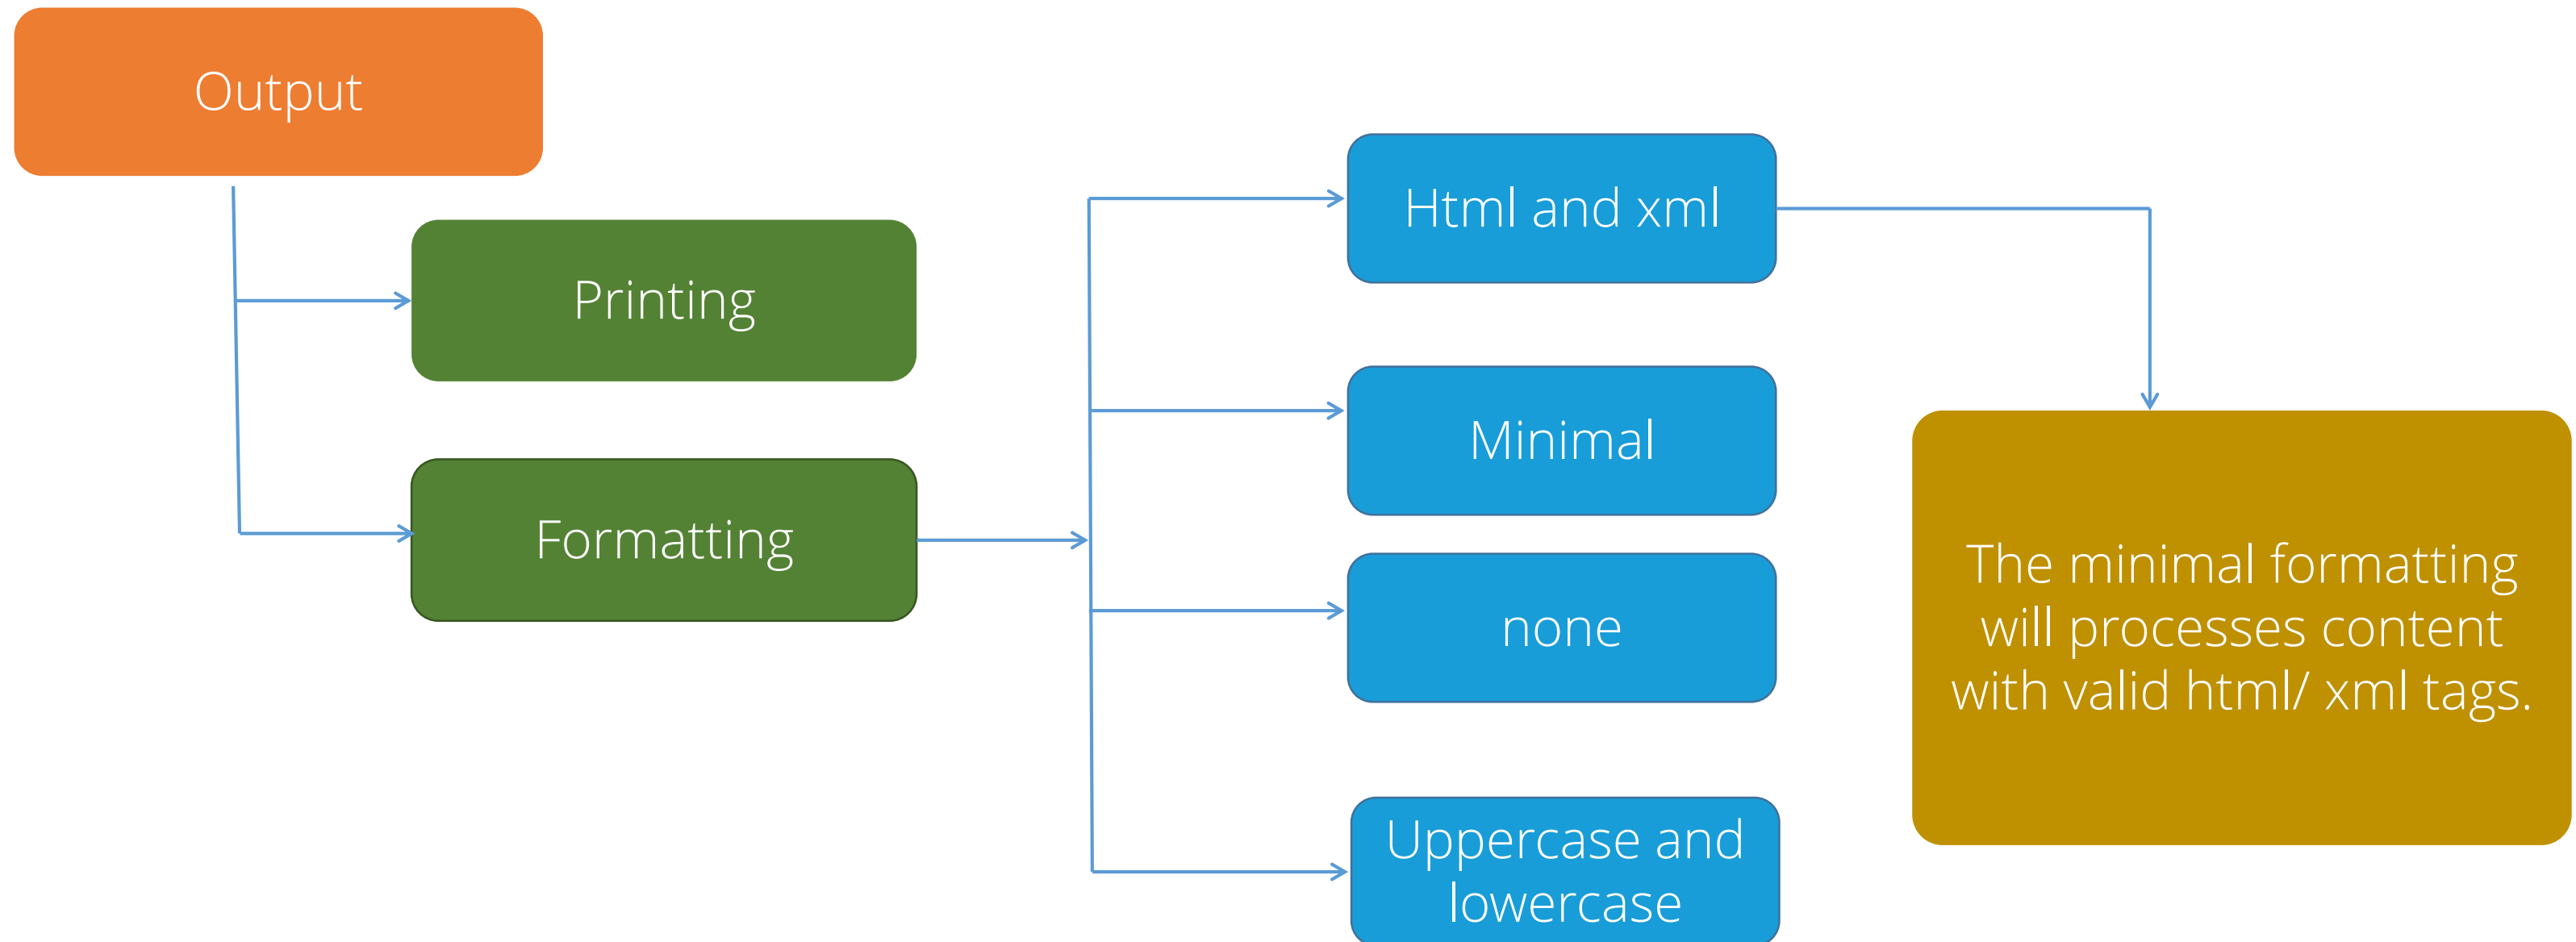 Output
Printing
Formatting
Html and xml
Minimal
none
Uppercase and
lowercase
The minimal formatting
will processes content
with valid html/ xml tags.